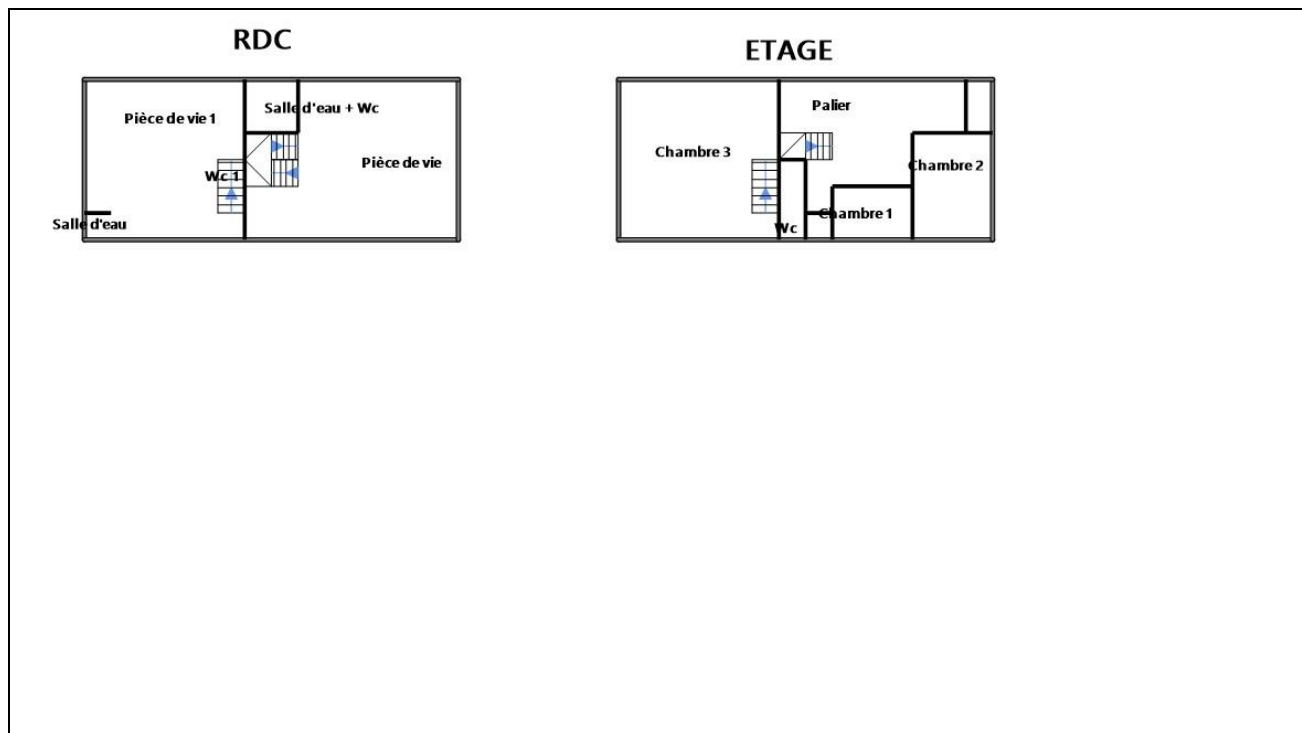 RDC
Pièce de vie 1
Salle d'eau + Wc
Pièce de vie
Wc 1
Salle d'eau
ETAGE
Palier
Chambre 3
Chambre 2
Chambre 1
Wc